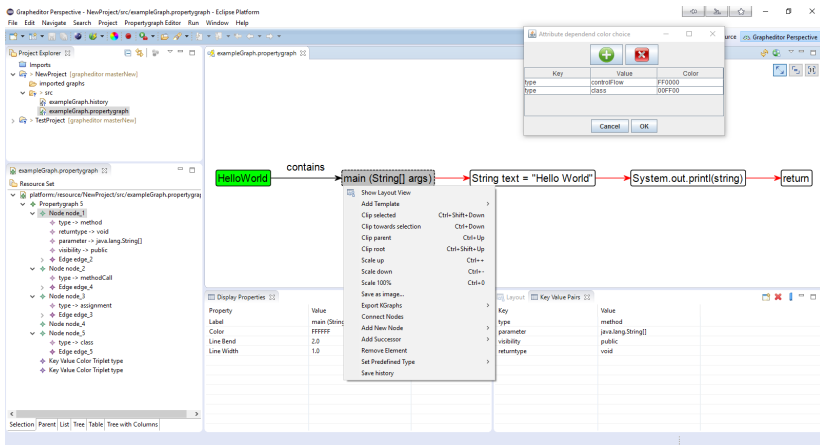 Grapheditor Perspective - NewProject/src/exampleGraph.propertygraph - Eclipse Platform
File Edit Navigate Search Project Propertygraph Editor Run Window Help
Grapheditor Perspective
Project Explorer
Imports
> NewProject [grapheditor masterNew]
imported graphs
> src
exampleGraph.history
exampleGraph.propertygraph
> TestProject [grapheditor masterNew]
exampleGraph.propertygraph
Resource Set
platform:/resource/NewProject/src/exampleGraph.propertygrap
Propertygraph 5
Node node_1
type -> method
returntype -> void
parameter -> java.lang.String[]
visibility -> public
Edge edge_2
Node node_2
type -> methodCall
Edge edge_4
Node node_3
type -> assignment
Edge edge_3
Node node_4
Node node_5
type -> class
Edge edge_5
Key Value Color Triplet type
Key Value Color Triplet type
Selection Parent List Tree Table Tree with Columns
exampleGraph.propertygraph
Attribute dependend color choice
Key Value Color
type controlFlow FF0000
type class 00FF00
Cancel OK
HelloWorld
contains
main (String[] args)
String text = "Hello World"
System.out.printl(string)
return
Show Layout View
Add Template
Clip selected Ctrl+Shift+Down
Clip towards selection Ctrl+Down
Clip parent Ctrl+Up
Clip root Ctrl+Shift+Up
Scale up Ctrl++
Scale down Ctrl+-
Scale 100% Ctrl+0
Save as image...
Export KGraphs
Connect Nodes
Add New Node
Add Successor
Remove Element
Set Predefined Type
Save history
Display Properties
Property Value
Label main (String
Color FFFFFF
Line Bend 2.0
Line Width 1.0
Layout Key Value Pairs
Key Value
type method
parameter java.lang.String[]
visibility public
returntype void